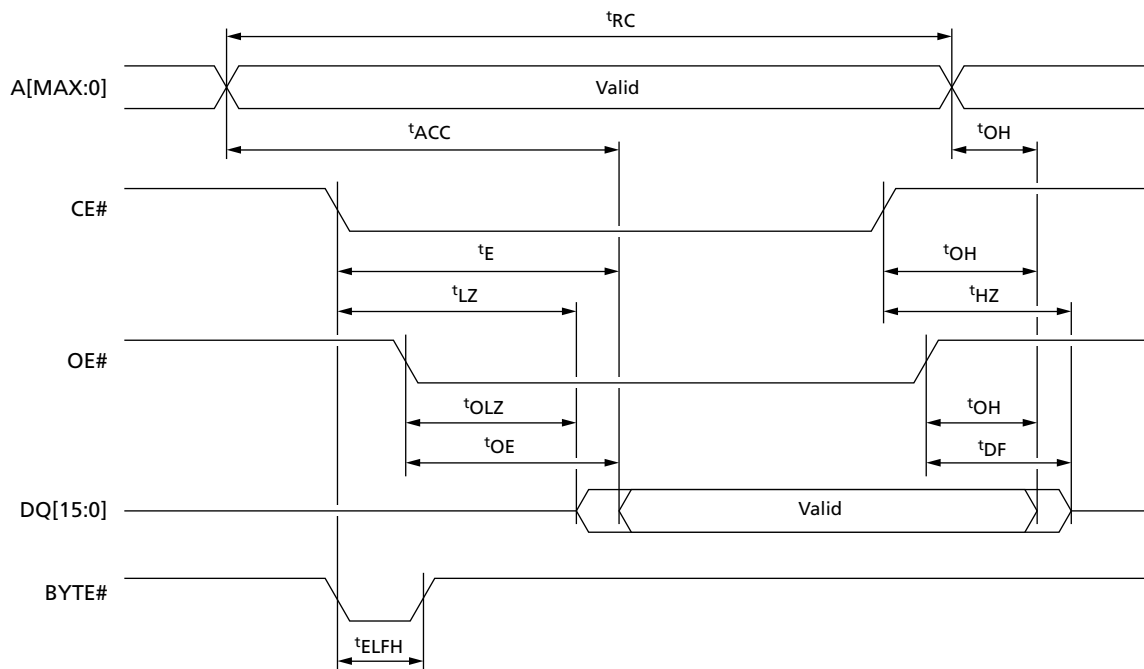 tRC
A[MAX:0]
Valid
tACC
tOH
CE#
tE
tOH
tLZ
tHZ
OE#
tOLZ
tOH
tOE
tDF
DQ[15:0]
Valid
BYTE#
tELFH